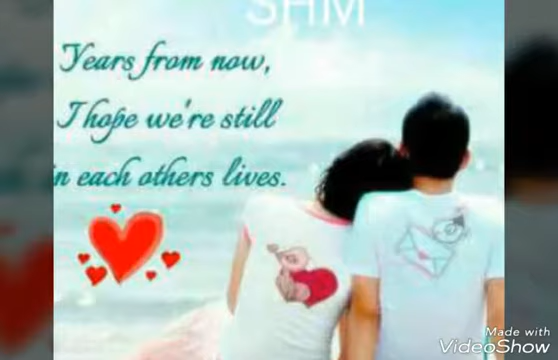 SHM
Years from now,
I hope we're still
in each others lives.
Made with
VideoShow